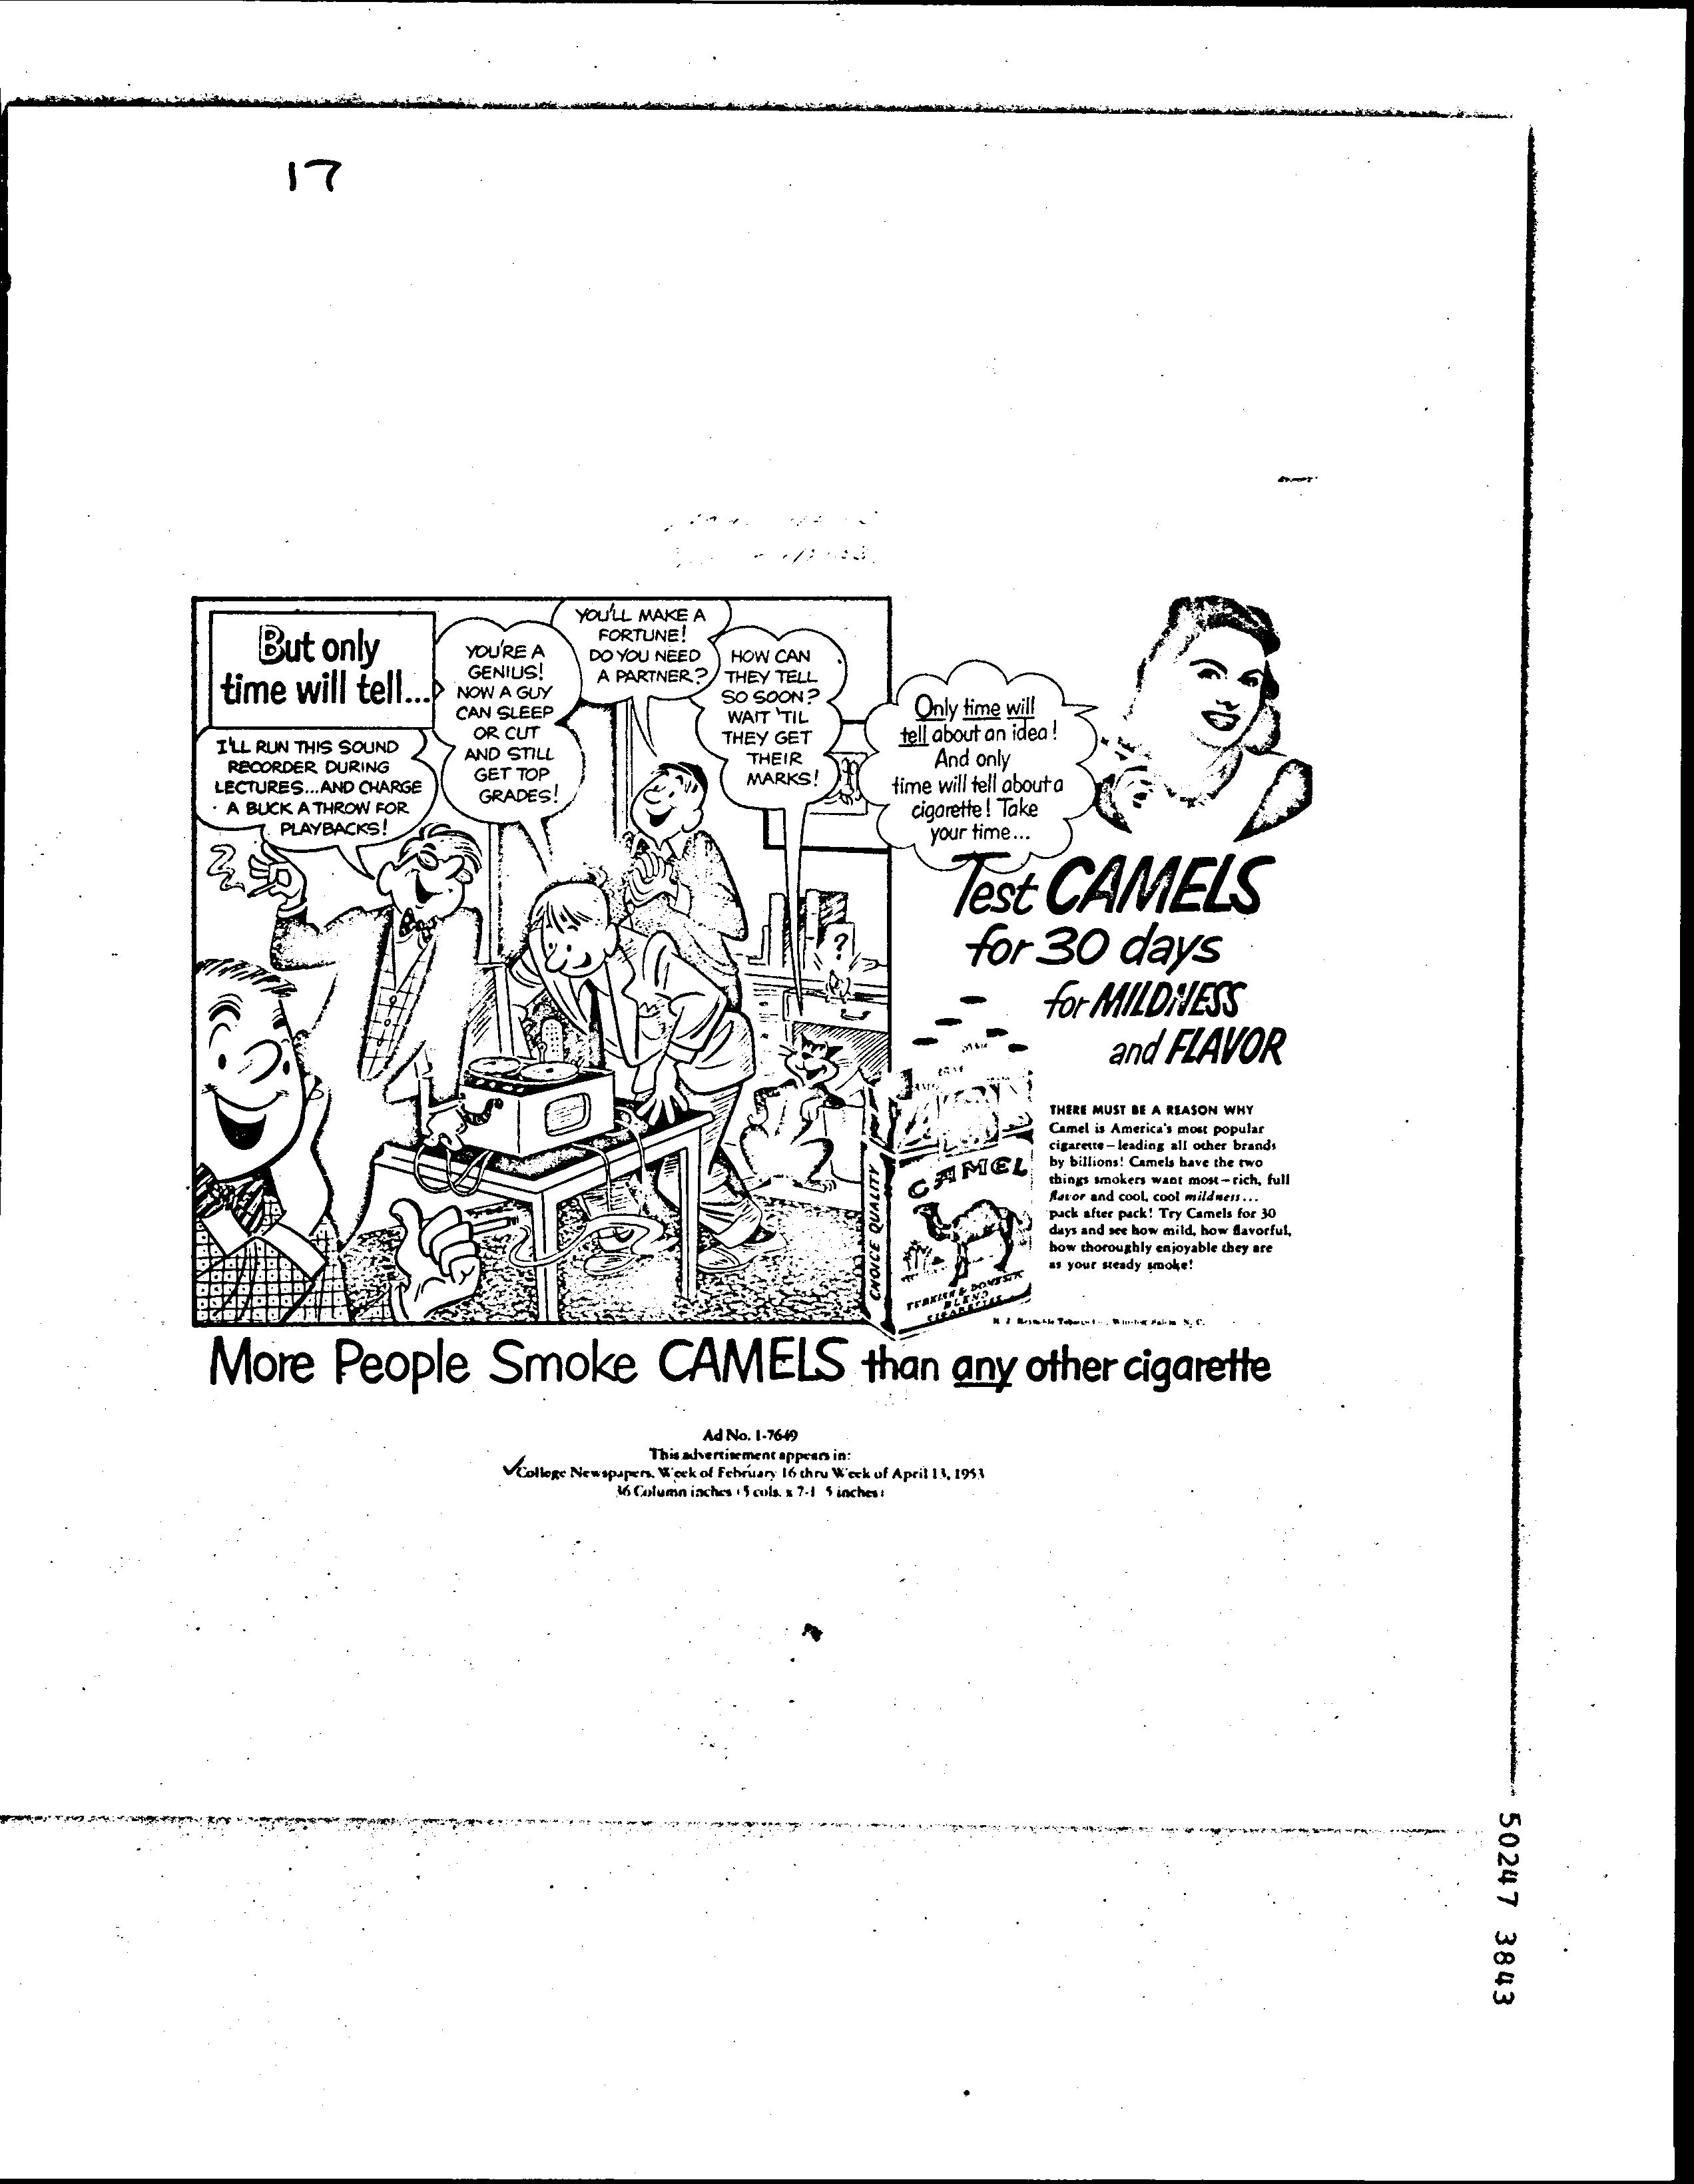 17
But only
time will tell...
I'LL RUN THIS SOUND
RECORDER DURING
LECTURES...AND CHARGE
A BUCK A THROW FOR
PLAYBACKS!
YOU'RE A
GENIUS!
NOW A GUY
CAN SLEEP
OR CUT
AND STILL
GET TOP
GRADES!
YOU'LL MAKE A
FORTUNE!
DO YOU NEED
A PARTNER?
HOW CAN
THEY TELL
SO SOON?
WAIT 'TIL
THEY GET
THEIR
MARKS!
?
Only time will
tell about an idea!
And only
time will tell about a
cigarette! Take
your time...
Test CAMELS
for 30 days
for MILDNESS
and FLAVOR
THERE MUST BE A REASON WHY
Camel is America's most popular
cigarette—leading all other brands
by billions! Camels have the two
things smokers want most—rich, full
flavor and cool, cool mildness...
pack after pack! Try Camels for 30
days and see how mild, how flavorful,
how thoroughly enjoyable they are
as your steady smoke!
CHOICE QUALITY
CAMEL
TURKISH & DOMESTIC
BLEND
CIGARETTES
More People Smoke CAMELS than any other cigarette
Ad No. 1-7649
This advertisement appears in:
College Newspapers, Week of February 16 thru Week of April 13, 1953
36 Column inches (5 cols. x 7-1 5 inches)
50247 3843